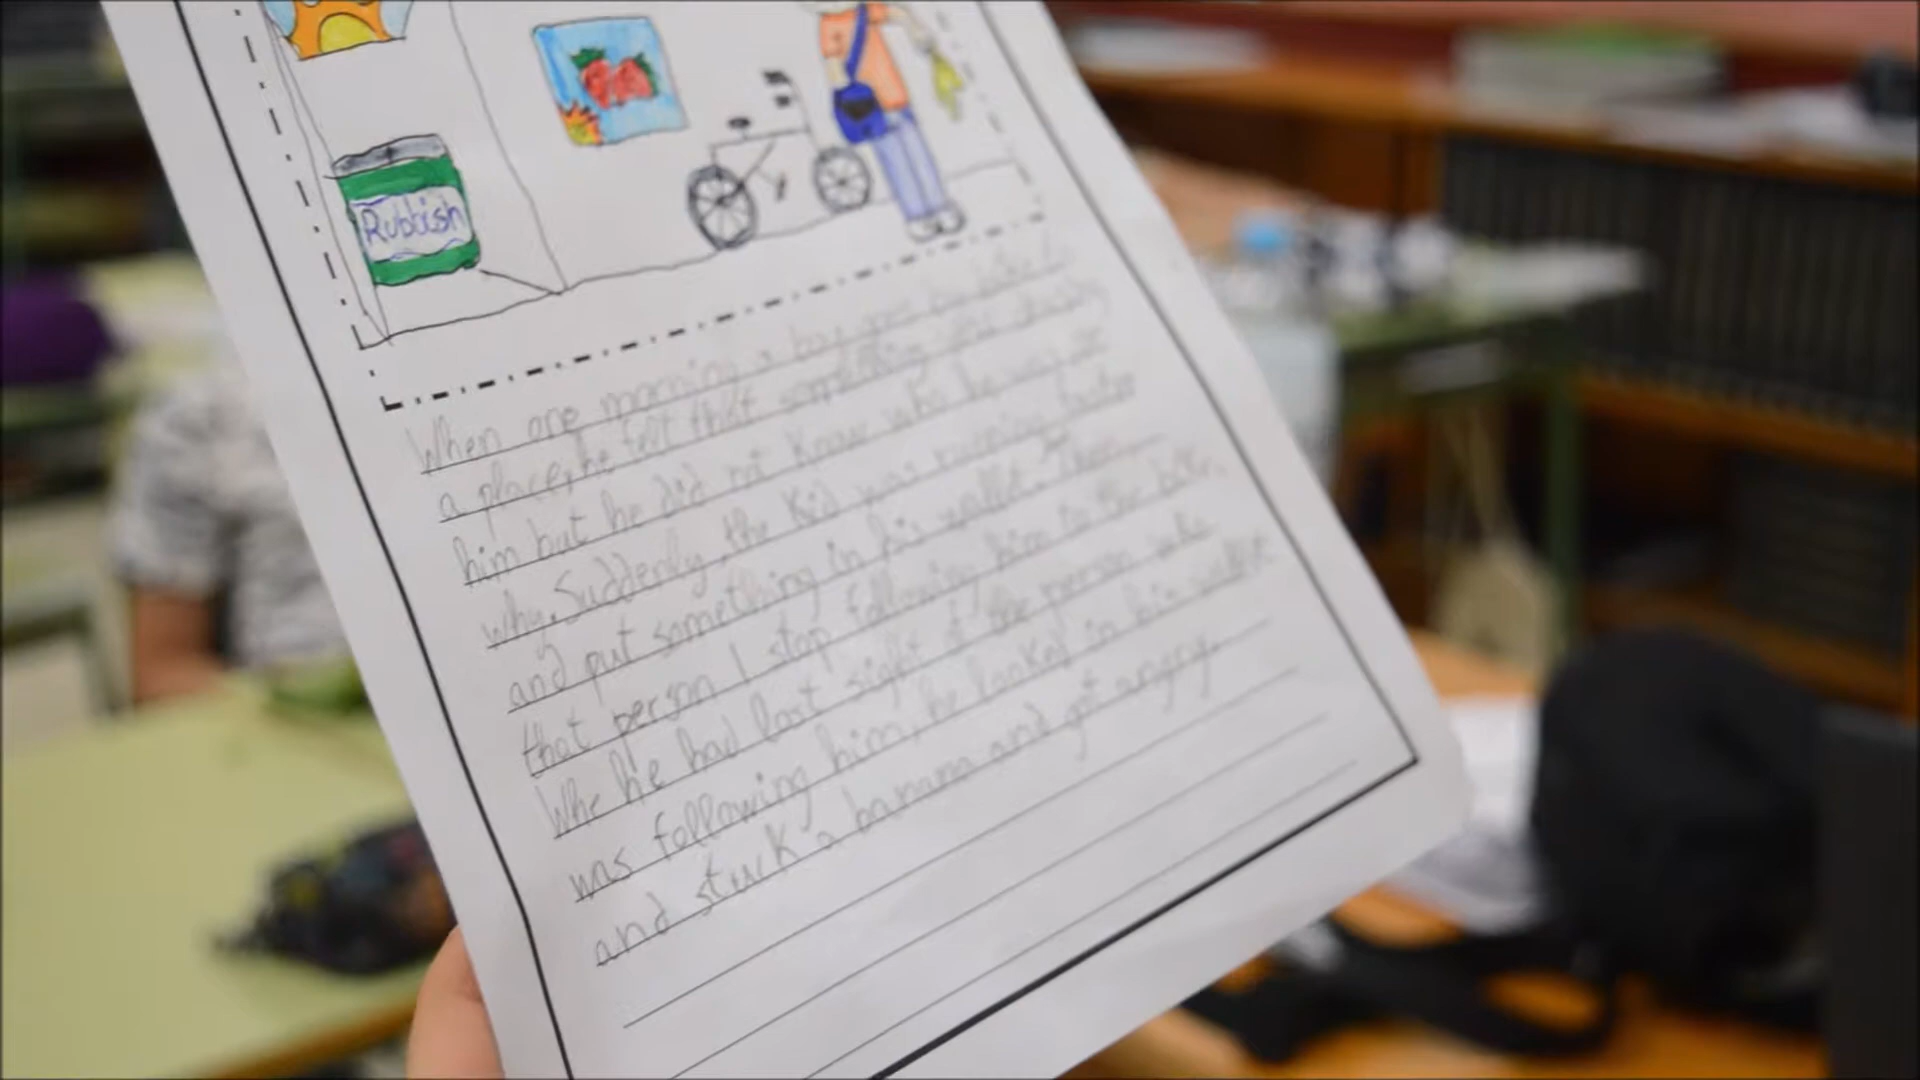 Rubbish
When one morning a boy got to
a place, he felt that something was
him but he did not know who he was or
why. Suddenly, the kid was running faster
and put something in his wallet. Then
that person I stop following him to the
Whe he had lost sight of the person who
was following him, he looked in his wallet
and stuck a banana and got angry.